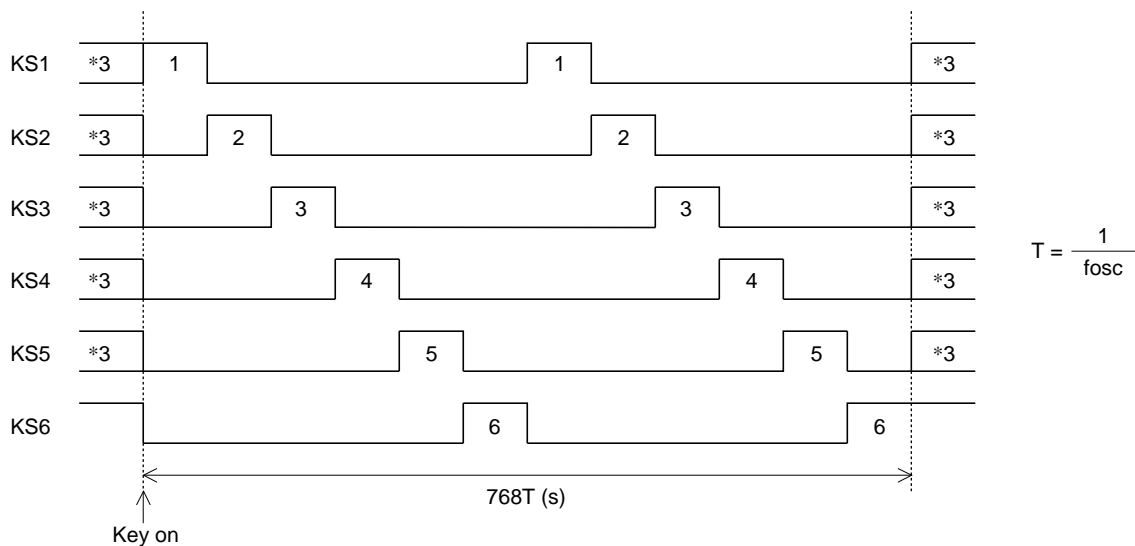 KS1 *3 1 1 *3
KS2 *3 2 2 *3
KS3 *3 3 3 *3
T = 1 / fosc
KS4 *3 4 4 *3
KS5 *3 5 5 *3
KS6 6 6
768T (s)
Key on